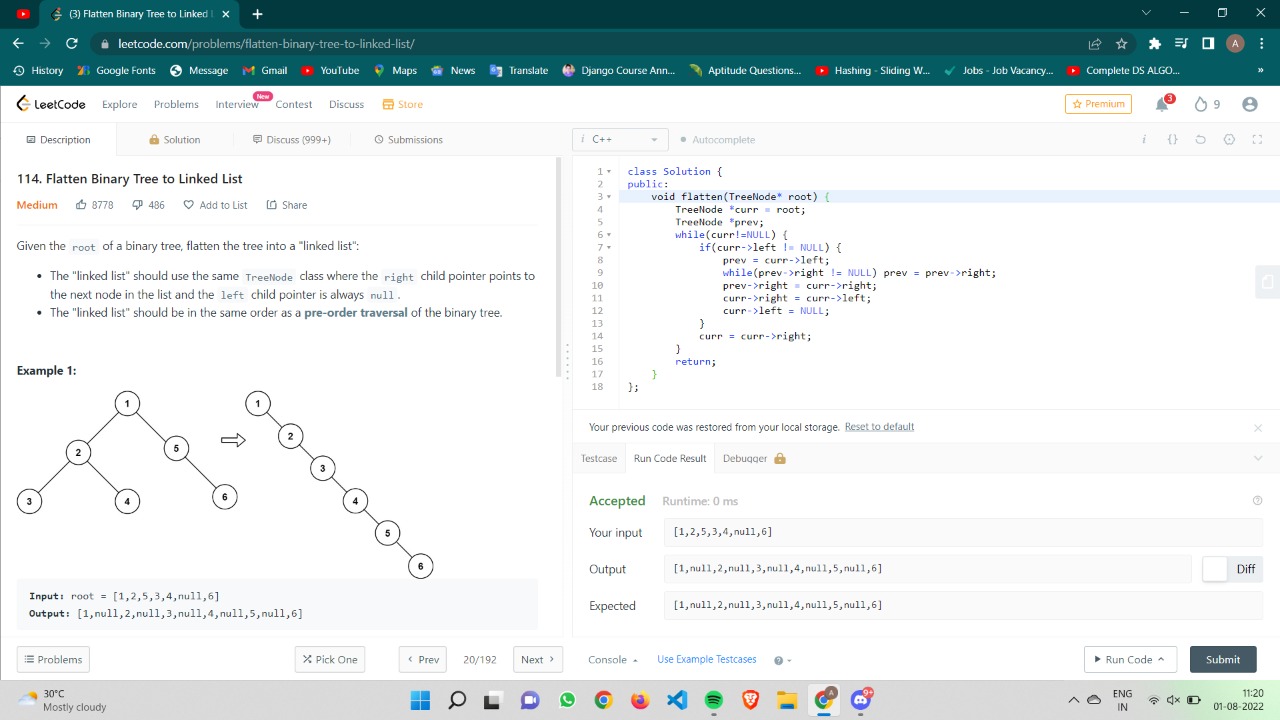 (3) Flatten Binary Tree to Linked L
leetcode.com/problems/flatten-binary-tree-to-linked-list/
A
History Google Fonts Message Gmail YouTube Maps News Translate Django Course Ann... Aptitude Questions... Hashing - Sliding W... Jobs - Job Vacancy... Complete DS ALGO... »
LeetCode Explore Problems Interview New Contest Discuss Store Premium 3 9
Description Solution Discuss (999+) Submissions
i C++ Autocomplete i {}
114. Flatten Binary Tree to Linked List
Medium 8778 486 Add to List Share
Given the root of a binary tree, flatten the tree into a "linked list":
• The "linked list" should use the same TreeNode class where the right child pointer points to
the next node in the list and the left child pointer is always null.
• The "linked list" should be in the same order as a pre-order traversal of the binary tree.
Example 1:
1 1
2 5 2
3 4 6 3
4
5
6
Input: root = [1,2,5,3,4,null,6]
Output: [1,null,2,null,3,null,4,null,5,null,6]
Problems Pick One < Prev 20/192 Next >
1 class Solution {
2 public:
3 void flatten(TreeNode* root) {
4 TreeNode *curr = root;
5 TreeNode *prev;
6 while(curr!=NULL) {
7 if(curr->left != NULL) {
8 prev = curr->left;
9 while(prev->right != NULL) prev = prev->right;
10 prev->right = curr->right;
11 curr->right = curr->left;
12 curr->left = NULL;
13 }
14 curr = curr->right;
15 }
16 return;
17 }
18 };
Your previous code was restored from your local storage. Reset to default
Testcase Run Code Result Debugger
Accepted Runtime: 0 ms
Your input [1,2,5,3,4,null,6]
Output [1,null,2,null,3,null,4,null,5,null,6] Diff
Expected [1,null,2,null,3,null,4,null,5,null,6]
Console Use Example Testcases Run Code Submit
30°C
Mostly cloudy
A 9+
ENG
IN
11:20
01-08-2022